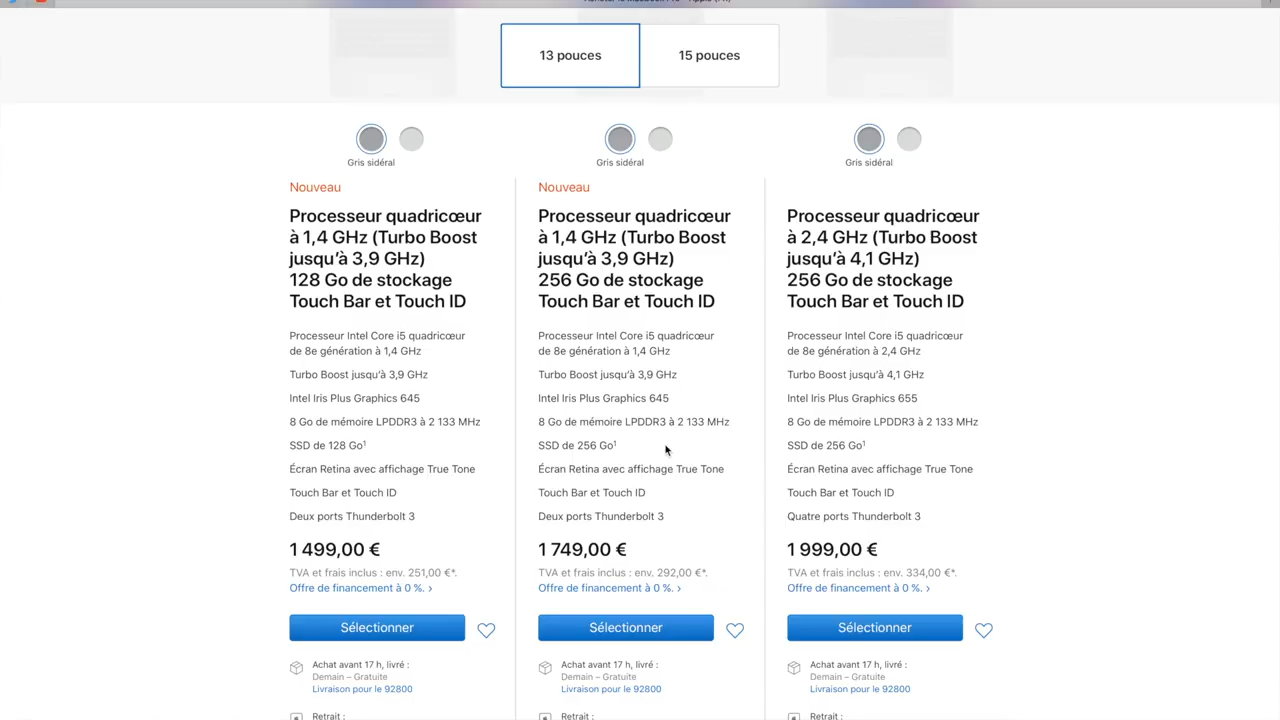 13 pouces
15 pouces
Gris sidéral
Gris sidéral
Gris sidéral
Nouveau
Processeur quadricœur
à 1,4 GHz (Turbo Boost
jusqu’à 3,9 GHz)
128 Go de stockage
Touch Bar et Touch ID
Processeur Intel Core i5 quadricœur
de 8e génération à 1,4 GHz
Turbo Boost jusqu’à 3,9 GHz
Intel Iris Plus Graphics 645
8 Go de mémoire LPDDR3 à 2 133 MHz
SSD de 128 Go¹
Écran Retina avec affichage True Tone
Touch Bar et Touch ID
Deux ports Thunderbolt 3
1 499,00 €
TVA et frais inclus : env. 251,00 €*.
Offre de financement à 0 %. ›
Sélectionner
Achat avant 17 h, livré :
Demain – Gratuite
Livraison pour le 92800
Retrait :
Nouveau
Processeur quadricœur
à 1,4 GHz (Turbo Boost
jusqu’à 3,9 GHz)
256 Go de stockage
Touch Bar et Touch ID
Processeur Intel Core i5 quadricœur
de 8e génération à 1,4 GHz
Turbo Boost jusqu’à 3,9 GHz
Intel Iris Plus Graphics 645
8 Go de mémoire LPDDR3 à 2 133 MHz
SSD de 256 Go¹
Écran Retina avec affichage True Tone
Touch Bar et Touch ID
Deux ports Thunderbolt 3
1 749,00 €
TVA et frais inclus : env. 292,00 €*.
Offre de financement à 0 %. ›
Sélectionner
Achat avant 17 h, livré :
Demain – Gratuite
Livraison pour le 92800
Retrait :
Processeur quadricœur
à 2,4 GHz (Turbo Boost
jusqu’à 4,1 GHz)
256 Go de stockage
Touch Bar et Touch ID
Processeur Intel Core i5 quadricœur
de 8e génération à 2,4 GHz
Turbo Boost jusqu’à 4,1 GHz
Intel Iris Plus Graphics 655
8 Go de mémoire LPDDR3 à 2 133 MHz
SSD de 256 Go¹
Écran Retina avec affichage True Tone
Touch Bar et Touch ID
Quatre ports Thunderbolt 3
1 999,00 €
TVA et frais inclus : env. 334,00 €*.
Offre de financement à 0 %. ›
Sélectionner
Achat avant 17 h, livré :
Demain – Gratuite
Livraison pour le 92800
Retrait :